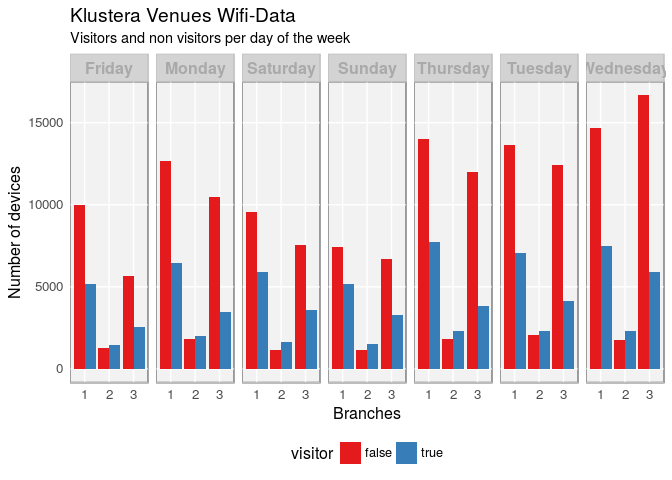 Klustera Venues Wifi-Data
Visitors and non visitors per day of the week
Friday Monday Saturday Sunday Thursday Tuesday Wednesday
15000
10000
5000
0
Number of devices
1 2 3 1 2 3 1 2 3 1 2 3 1 2 3 1 2 3 1 2 3
Branches
visitor false true